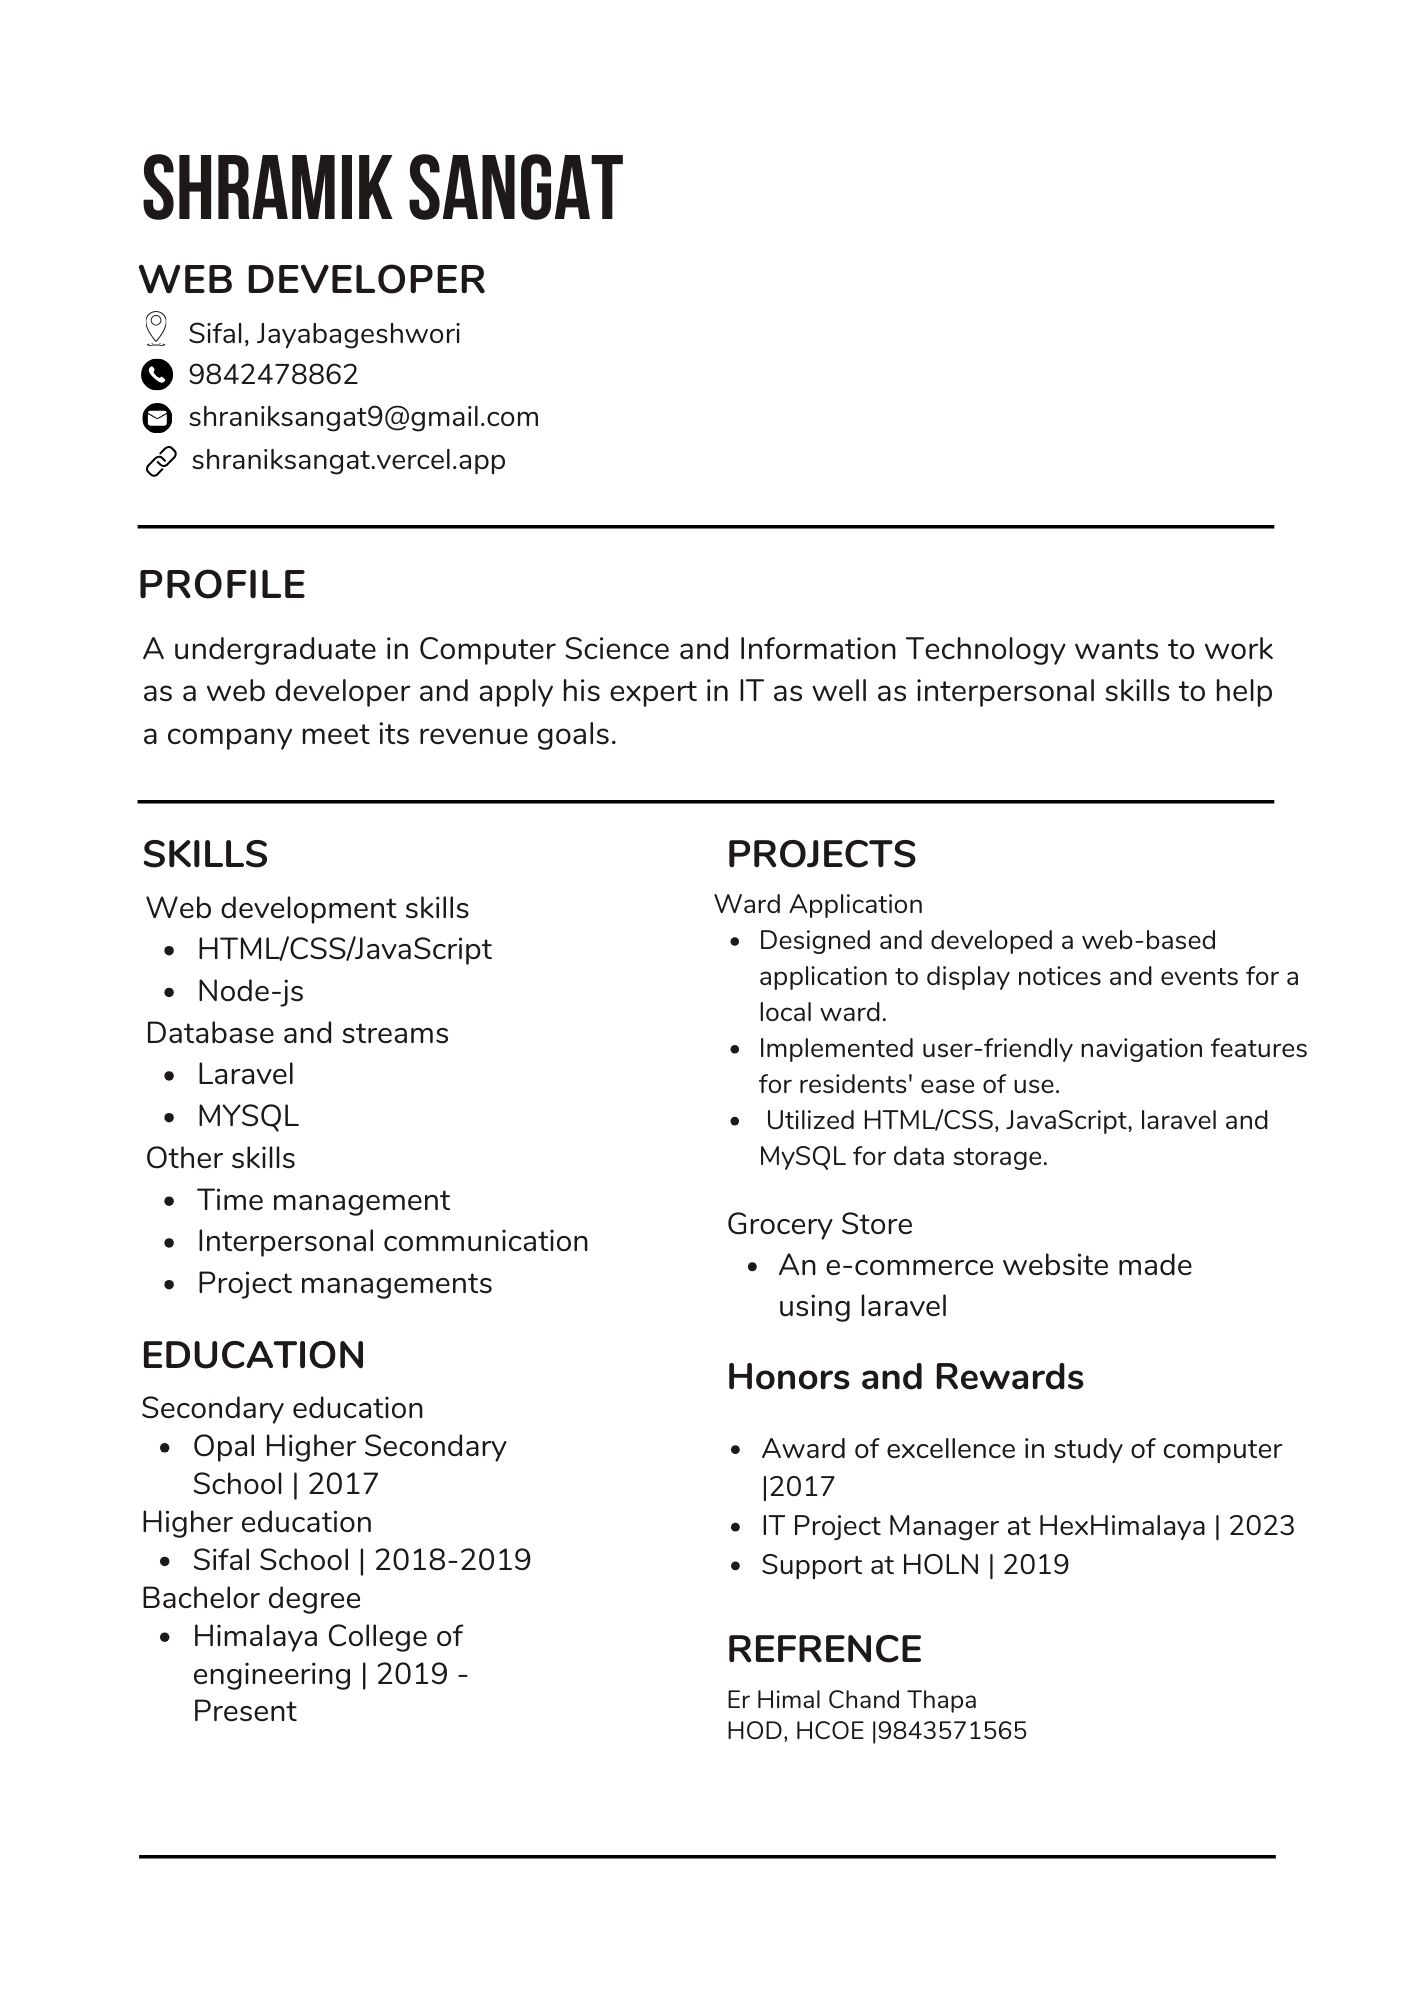 SHRAMIK SANGAT
WEB DEVELOPER
Sifal, Jayabageshwori
9842478862
shraniksangat9@gmail.com
shraniksangat.vercel.app
PROFILE
A undergraduate in Computer Science and Information Technology wants to work
as a web developer and apply his expert in IT as well as interpersonal skills to help
a company meet its revenue goals.
SKILLS
Web development skills
• HTML/CSS/JavaScript
• Node-js
Database and streams
• Laravel
• MYSQL
Other skills
• Time management
• Interpersonal communication
• Project managements
EDUCATION
Secondary education
• Opal Higher Secondary
School | 2017
Higher education
• Sifal School | 2018-2019
Bachelor degree
• Himalaya College of
engineering | 2019 -
Present
PROJECTS
Ward Application
• Designed and developed a web-based
application to display notices and events for a
local ward.
• Implemented user-friendly navigation features
for residents' ease of use.
• Utilized HTML/CSS, JavaScript, laravel and
MySQL for data storage.
Grocery Store
• An e-commerce website made
using laravel
Honors and Rewards
• Award of excellence in study of computer
|2017
• IT Project Manager at HexHimalaya | 2023
• Support at HOLN | 2019
REFRENCE
Er Himal Chand Thapa
HOD, HCOE |9843571565